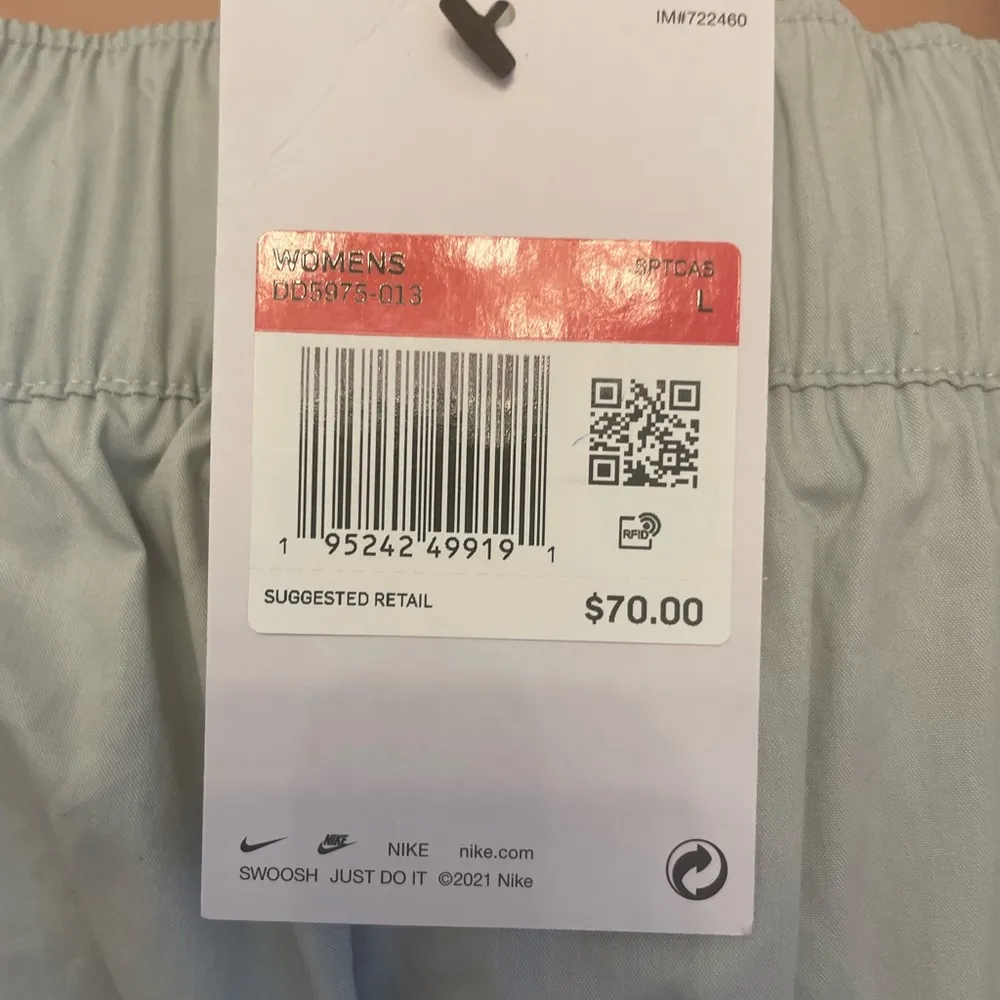 IM#722460
WOMENS SPTCAS
DD5975-013 L
1 95242 49919 1
RFID
SUGGESTED RETAIL $70.00
NIKE NIKE nike.com
SWOOSH JUST DO IT ©2021 Nike